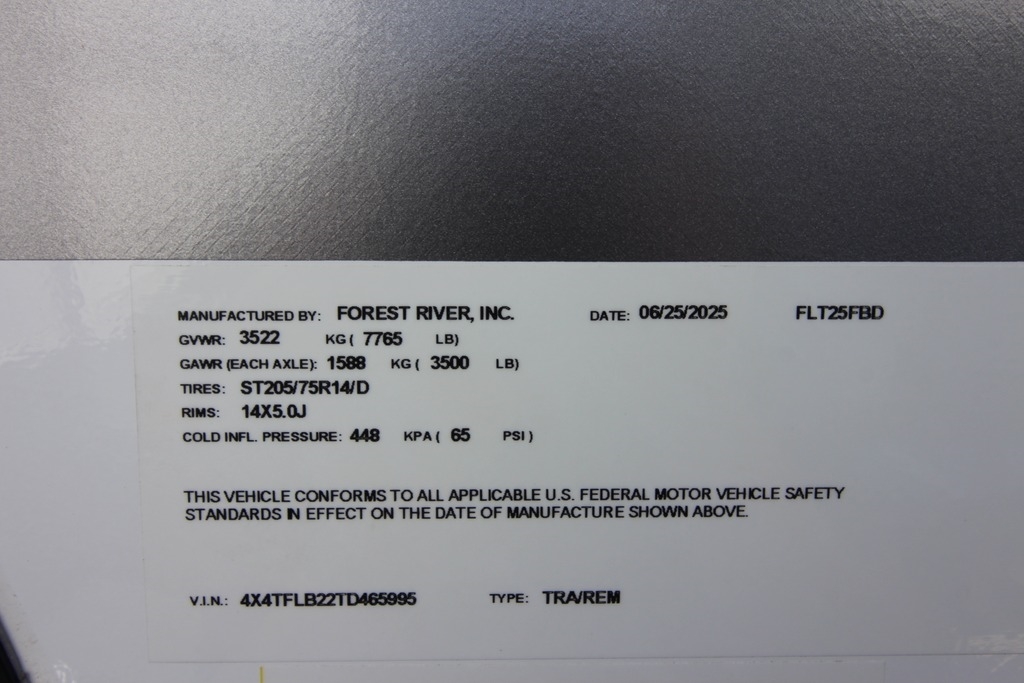 MANUFACTURED BY: FOREST RIVER, INC. DATE: 06/25/2025 FLT25FBD
GVWR: 3522 KG ( 7765 LB)
GAWR (EACH AXLE): 1588 KG ( 3500 LB)
TIRES: ST205/75R14/D
RIMS: 14X5.0J
COLD INFL. PRESSURE: 448 KPA ( 65 PSI )
THIS VEHICLE CONFORMS TO ALL APPLICABLE U.S. FEDERAL MOTOR VEHICLE SAFETY
STANDARDS IN EFFECT ON THE DATE OF MANUFACTURE SHOWN ABOVE.
V.I.N.: 4X4TFLB22TD465995 TYPE: TRA/REM